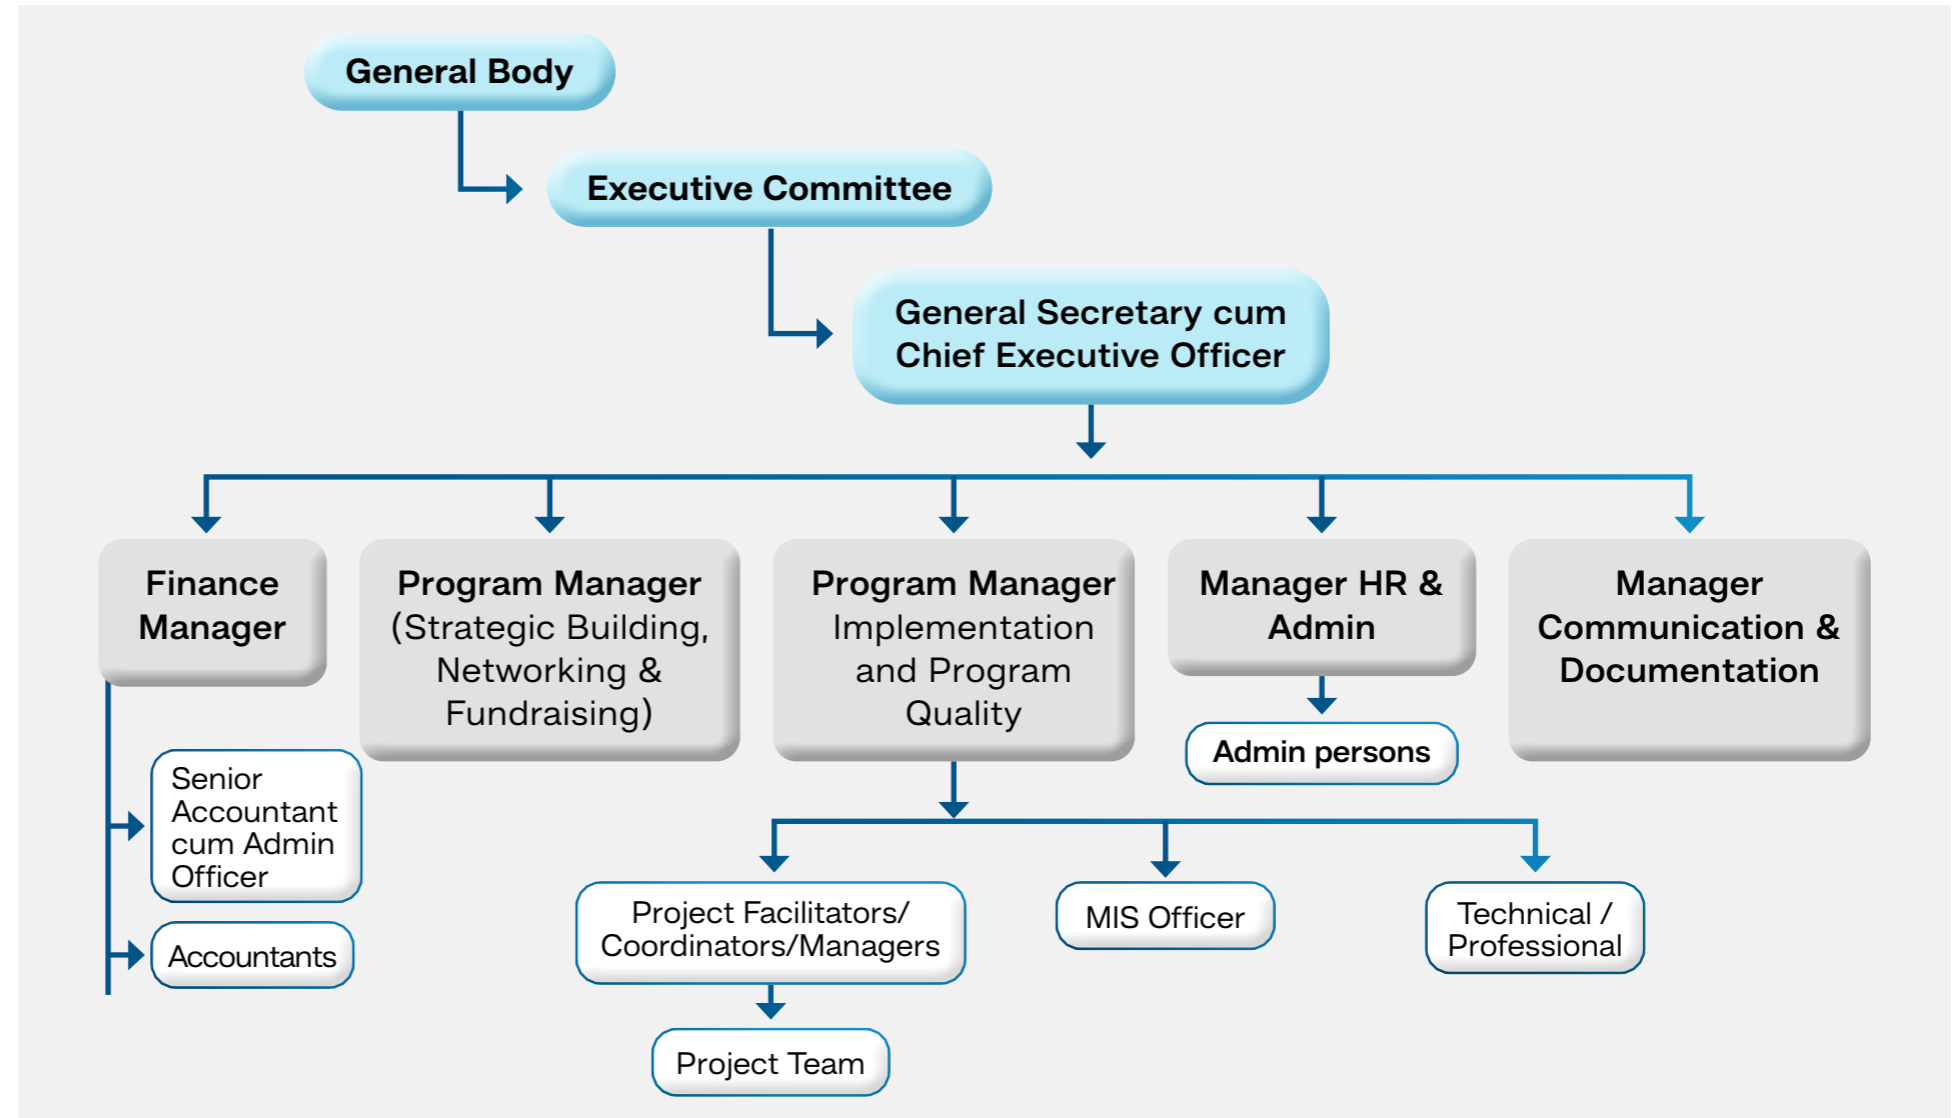 General Body
Executive Committee
General Secretary cum
Chief Executive Officer
Finance
Manager
Program Manager
(Strategic Building,
Networking &
Fundraising)
Program Manager
Implementation
and Program
Quality
Manager HR &
Admin
Manager
Communication &
Documentation
Admin persons
Senior
Accountant
cum Admin
Officer
Accountants
Project Facilitators/
Coordinators/Managers
MIS Officer
Technical /
Professional
Project Team